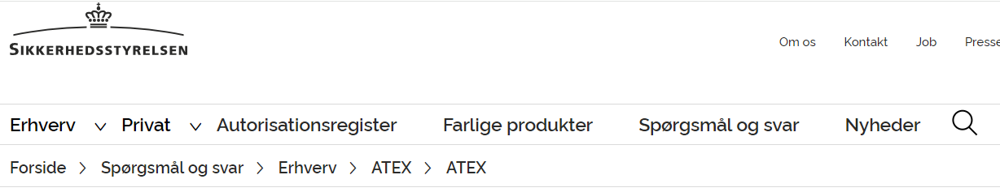 SIKKERHEDSSTYRELSEN
Om os Kontakt Job Presse
Erhverv Privat Autorisationsregister Farlige produkter Spørgsmål og svar Nyheder
Forside > Spørgsmål og svar > Erhverv > ATEX > ATEX